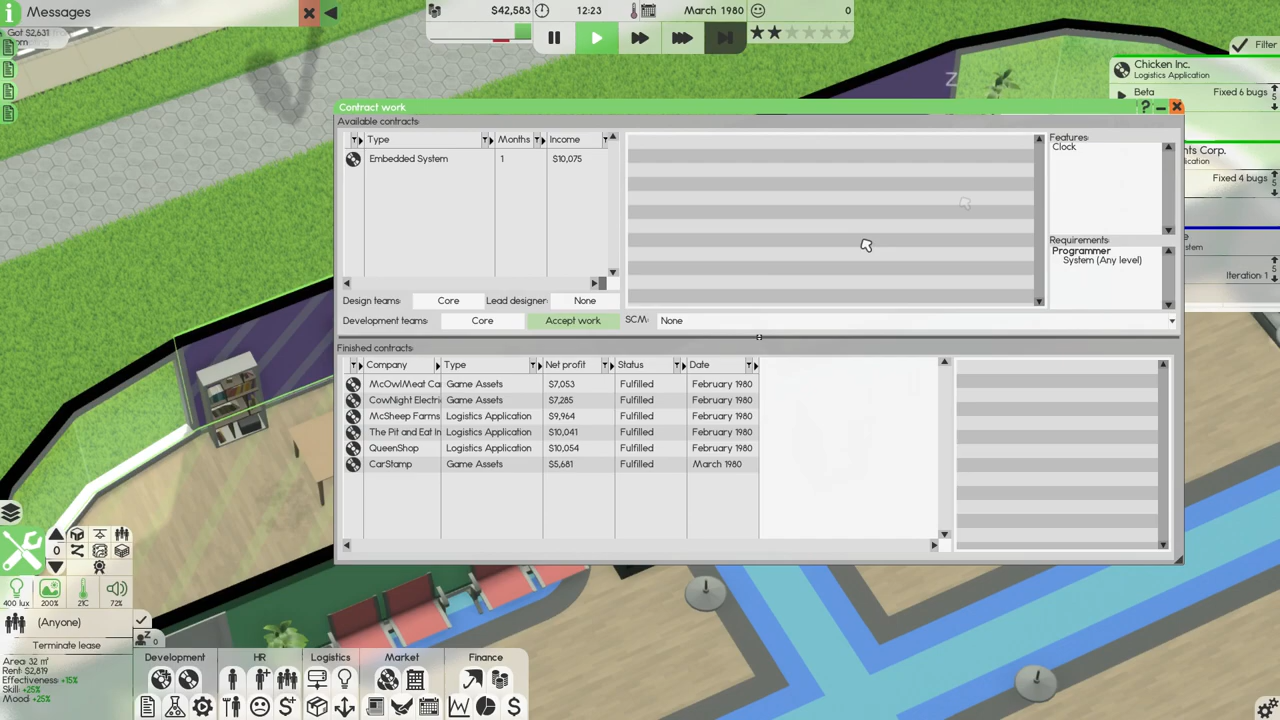 Messages
Got $2,631
$42,583
12:23
March 1980
0
Filter
Chicken Inc.
Logistics Application
Beta
Fixed 6 bugs
Corp.
Fixed 4 bugs
Iteration 1
Contract work
?
Available contracts:
Type
Months
Income
Embedded System
1
$10,075
Features:
Clock
Requirements:
Programmer
System (Any level)
Design teams:
Core
Lead designer:
None
Development teams:
Core
Accept work
SCM:
None
Finished contracts:
Company
Type
Net profit
Status
Date
McOwlMeat Ca
Game Assets
$7,053
Fulfilled
February 1980
CowNight Electri
Game Assets
$7,285
Fulfilled
February 1980
McSheep Farms
Logistics Application
$9,964
Fulfilled
February 1980
The Pit and Eat In
Logistics Application
$10,041
Fulfilled
February 1980
QueenShop
Logistics Application
$10,054
Fulfilled
February 1980
CarStamp
Game Assets
$5,681
Fulfilled
March 1980
0
400 lux
200%
21C
72%
(Anyone)
Z
0
Terminate lease
Area: 32 m²
Rent: $2,819
Effectiveness: +15%
Skill: +25%
Mood: +25%
Development
HR
Logistics
Market
Finance